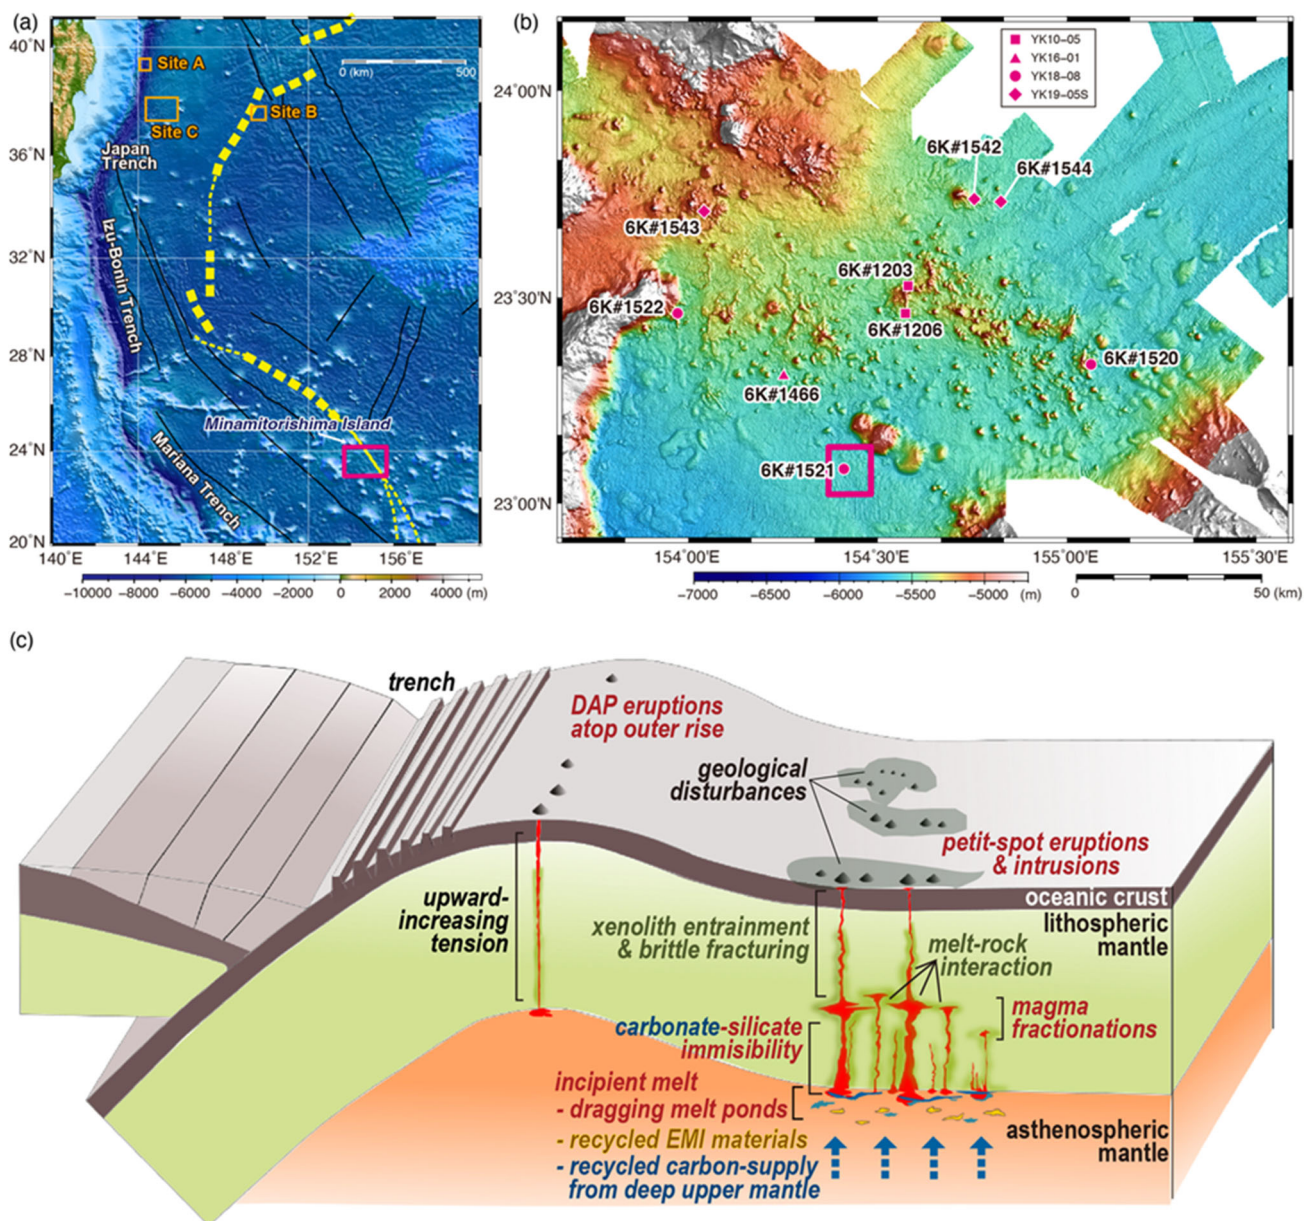 (a)
40°N
36°N
32°N
28°N
24°N
20°N
140°E
144°E
148°E
152°E
156°E
0
(km)
500
Site A
Site B
Site C
Japan
Trench
Izu-Bonin Trench
Mariana Trench
Minamitorishima Island
−10000 −8000 −6000 −4000 −2000 0 2000 4000 (m)
(b)
24°00'N
23°30'N
23°00'N
154°00'E
154°30'E
155°00'E
155°30'E
YK10-05
YK16-01
YK18-08
YK19-05S
6K#1542
6K#1544
6K#1543
6K#1203
6K#1522
6K#1206
6K#1520
6K#1466
6K#1521
−7000 −6500 −6000 −5500 −5000 (m)
0 50 (km)
(c)
trench
DAP eruptions
atop outer rise
geological
disturbances
petit-spot eruptions
& intrusions
oceanic crust
lithospheric
mantle
upward-
increasing
tension
xenolith entrainment
& brittle fracturing
melt-rock
interaction
magma
fractionations
carbonate-silicate
immisibility
incipient melt
- dragging melt ponds
- recycled EMI materials
- recycled carbon-supply
from deep upper mantle
asthenospheric
mantle